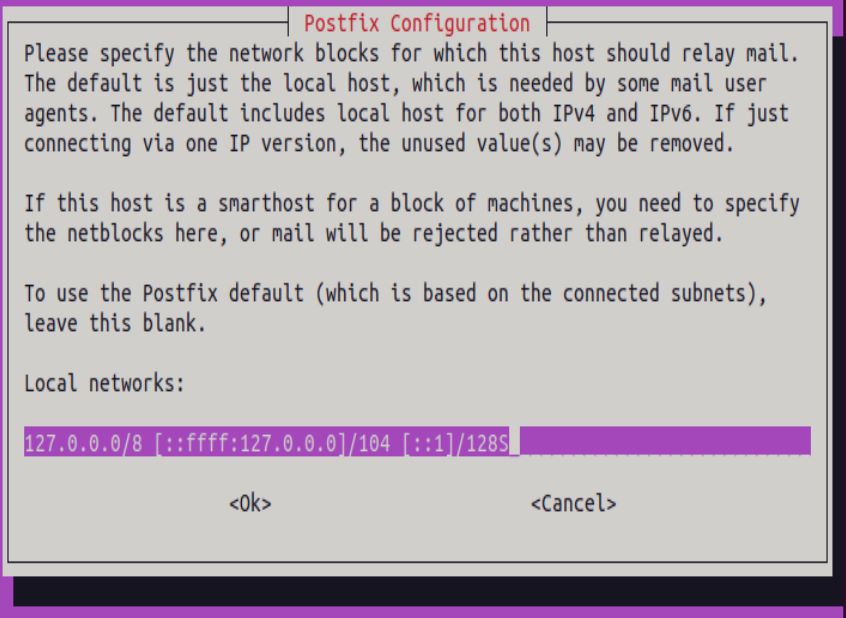 Postfix Configuration
Please specify the network blocks for which this host should relay mail.
The default is just the local host, which is needed by some mail user
agents. The default includes local host for both IPv4 and IPv6. If just
connecting via one IP version, the unused value(s) may be removed.
If this host is a smarthost for a block of machines, you need to specify
the netblocks here, or mail will be rejected rather than relayed.
To use the Postfix default (which is based on the connected subnets),
leave this blank.
Local networks:
127.0.0.0/8 [::ffff:127.0.0.0]/104 [::1]/128S_
<Ok> <Cancel>